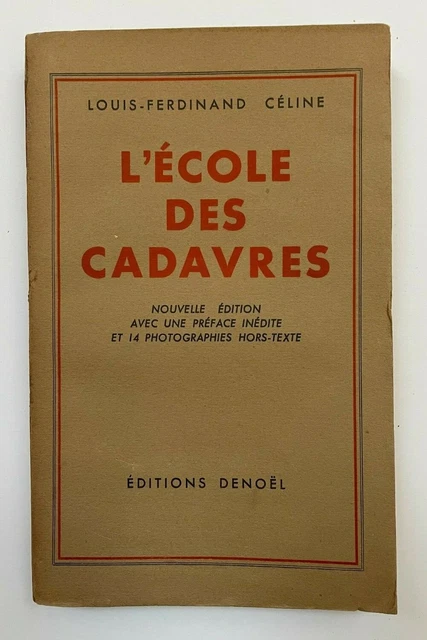 LOUIS-FERDINAND CÉLINE
L'ÉCOLE
DES
CADAVRES
NOUVELLE ÉDITION
AVEC UNE PRÉFACE INÉDITE
ET 14 PHOTOGRAPHIES HORS-TEXTE
ÉDITIONS DENOËL